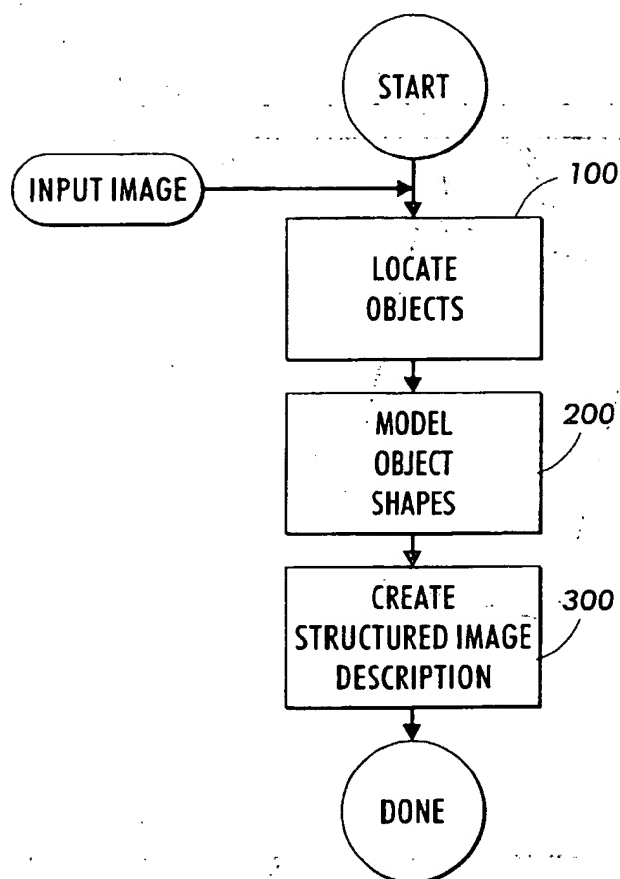 START
INPUT IMAGE
100
LOCATE
OBJECTS
200
MODEL
OBJECT
SHAPES
300
CREATE
STRUCTURED IMAGE
DESCRIPTION
DONE